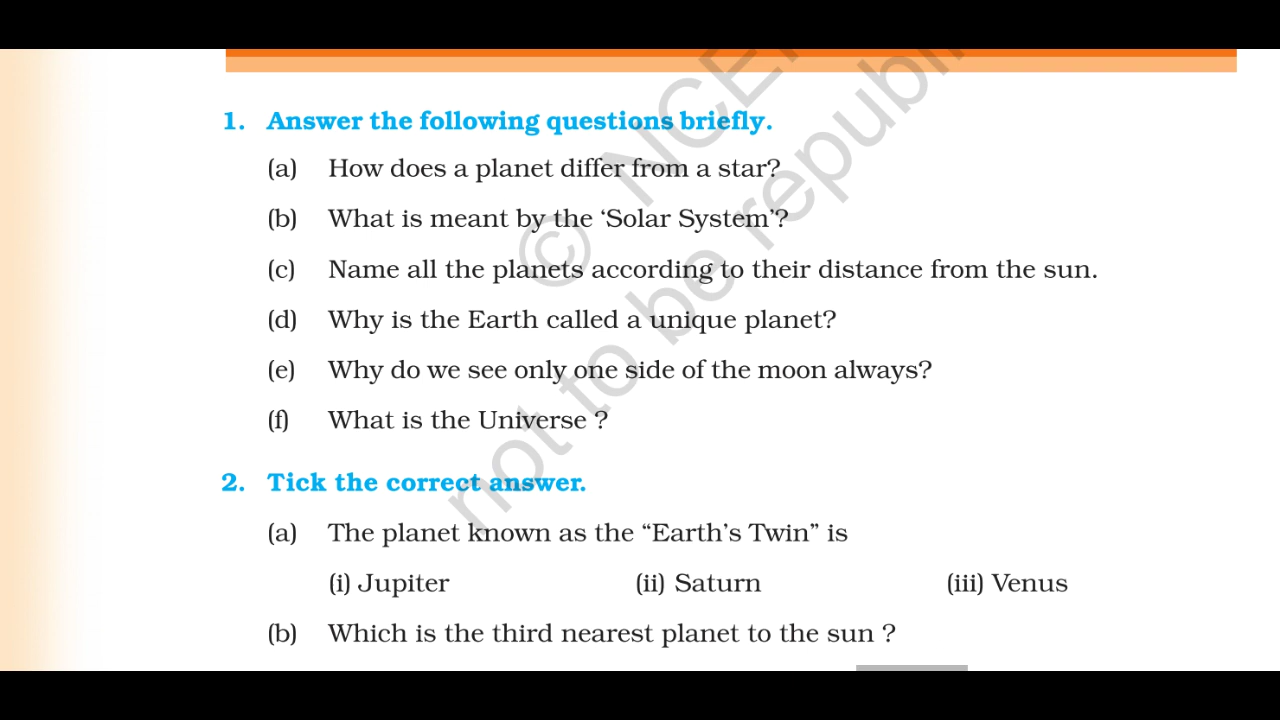 1. Answer the following questions briefly.
(a) How does a planet differ from a star?
(b) What is meant by the ‘Solar System’?
(c) Name all the planets according to their distance from the sun.
(d) Why is the Earth called a unique planet?
(e) Why do we see only one side of the moon always?
(f) What is the Universe ?
2. Tick the correct answer.
(a) The planet known as the “Earth’s Twin” is
(i) Jupiter (ii) Saturn (iii) Venus
(b) Which is the third nearest planet to the sun ?
©
not to be